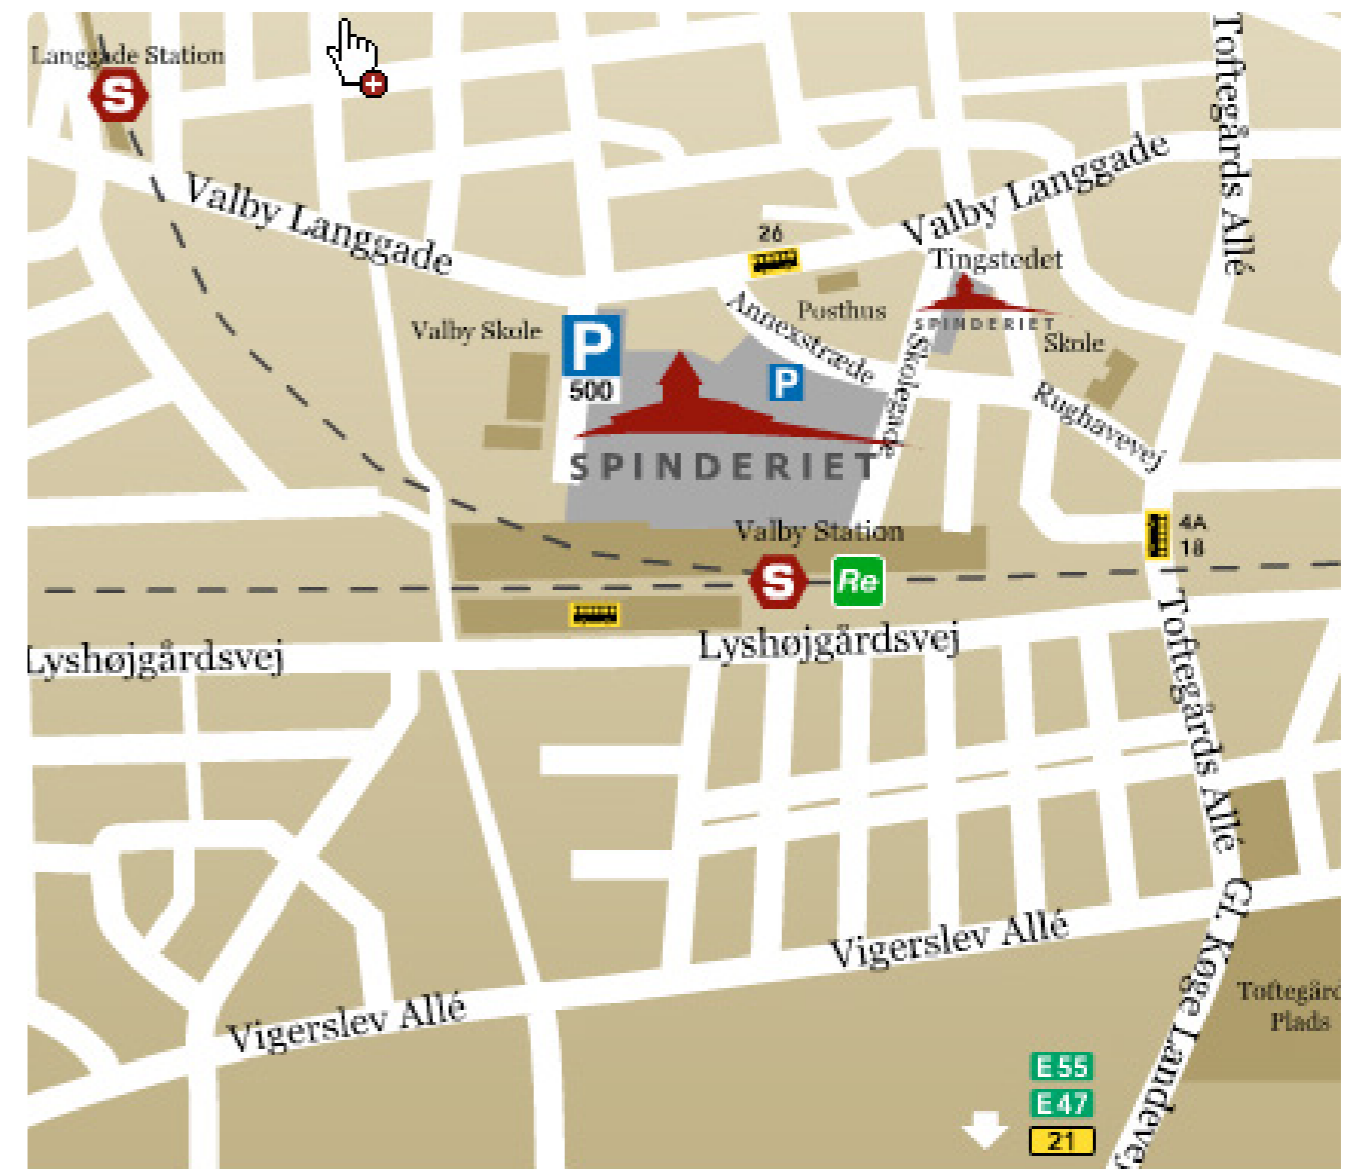 Langgade Station
S
Toftegårds Allé
Valby Langgade
Valby Langgade
26
Tingstedet
Posthus
Annexstræde
SPINDERIET
Valby Skole
P
500
P
Skolegade
Skole
Rughavevej
SPINDERIET
Valby Station
4A
18
S
Re
Lyshøjgårdsvej
Lyshøjgårdsvej
Toftegårds Allé
Vigerslev Allé
Gl. Køge Landevej
Vigerslev Allé
Toftegård
Plads
E55
E47
21